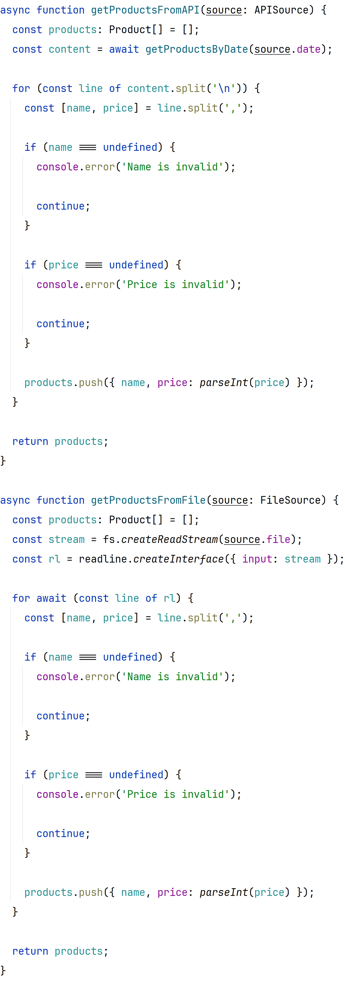 async function getProductsFromAPI(source: APISource) {
  const products: Product[] = [];
  const content = await getProductsByDate(source.date);

  for (const line of content.split('\n')) {
    const [name, price] = line.split(',');

    if (name === undefined) {
      console.error('Name is invalid');

      continue;
    }

    if (price === undefined) {
      console.error('Price is invalid');

      continue;
    }

    products.push({ name, price: parseInt(price) });
  }

  return products;
}

async function getProductsFromFile(source: FileSource) {
  const products: Product[] = [];
  const stream = fs.createReadStream(source.file);
  const rl = readline.createInterface({ input: stream });

  for await (const line of rl) {
    const [name, price] = line.split(',');

    if (name === undefined) {
      console.error('Name is invalid');

      continue;
    }

    if (price === undefined) {
      console.error('Price is invalid');

      continue;
    }

    products.push({ name, price: parseInt(price) });
  }

  return products;
}